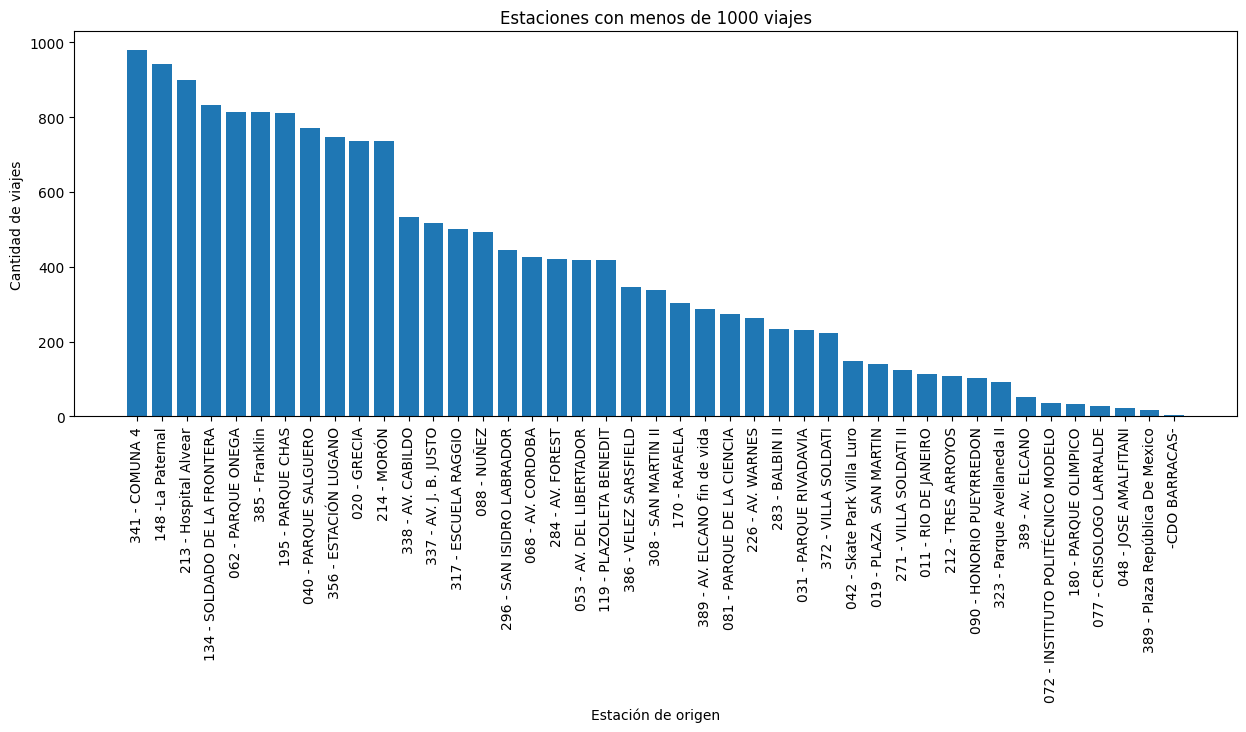 Estaciones con menos de 1000 viajes
Cantidad de viajes
1000
800
600
400
200
0
341 - COMUNA 4
148 -La Paternal
213 - Hospital Alvear
134 - SOLDADO DE LA FRONTERA
062 - PARQUE ONEGA
385 - Franklin
195 - PARQUE CHAS
040 - PARQUE SALGUERO
356 - ESTACIÓN LUGANO
020 - GRECIA
214 - MORÓN
338 - AV. CABILDO
337 - AV. J. B. JUSTO
317 - ESCUELA RAGGIO
088 - NUÑEZ
296 - SAN ISIDRO LABRADOR
068 - AV. CORDOBA
284 - AV. FOREST
053 - AV. DEL LIBERTADOR
119 - PLAZOLETA BENEDIT
386 - VELEZ SARSFIELD
308 - SAN MARTIN II
170 - RAFAELA
389 - AV. ELCANO fin de vida
081 - PARQUE DE LA CIENCIA
226 - AV. WARNES
283 - BALBIN II
031 - PARQUE RIVADAVIA
372 - VILLA SOLDATI
042 - Skate Park Villa Luro
019 - PLAZA  SAN MARTIN
271 - VILLA SOLDATI II
011 - RIO DE JANEIRO
212 - TRES ARROYOS
090 - HONORIO PUEYRREDON
323 - Parque Avellaneda II
389 - Av. ELCANO
072 - INSTITUTO POLITÉCNICO MODELO
180 - PARQUE OLIMPICO
077 - CRISOLOGO LARRALDE
048 - JOSE AMALFITANI
389 - Plaza República De Mexico
-CDO BARRACAS-
Estación de origen